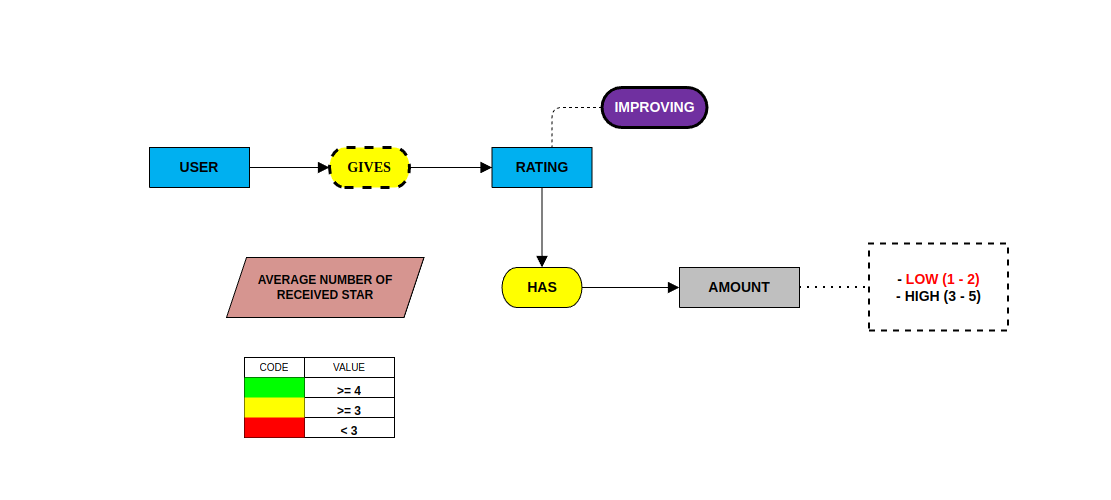 IMPROVING
USER
GIVES
RATING
AVERAGE NUMBER OF
RECEIVED STAR
HAS
AMOUNT
- LOW (1 - 2)
- HIGH (3 - 5)
CODE VALUE
>= 4
>= 3
< 3